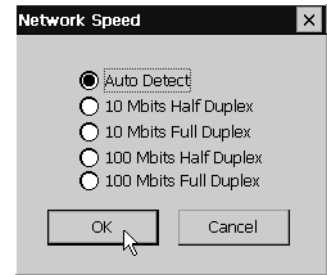 Network Speed
Auto Detect
10 Mbits Half Duplex
10 Mbits Full Duplex
100 Mbits Half Duplex
100 Mbits Full Duplex
OK Cancel